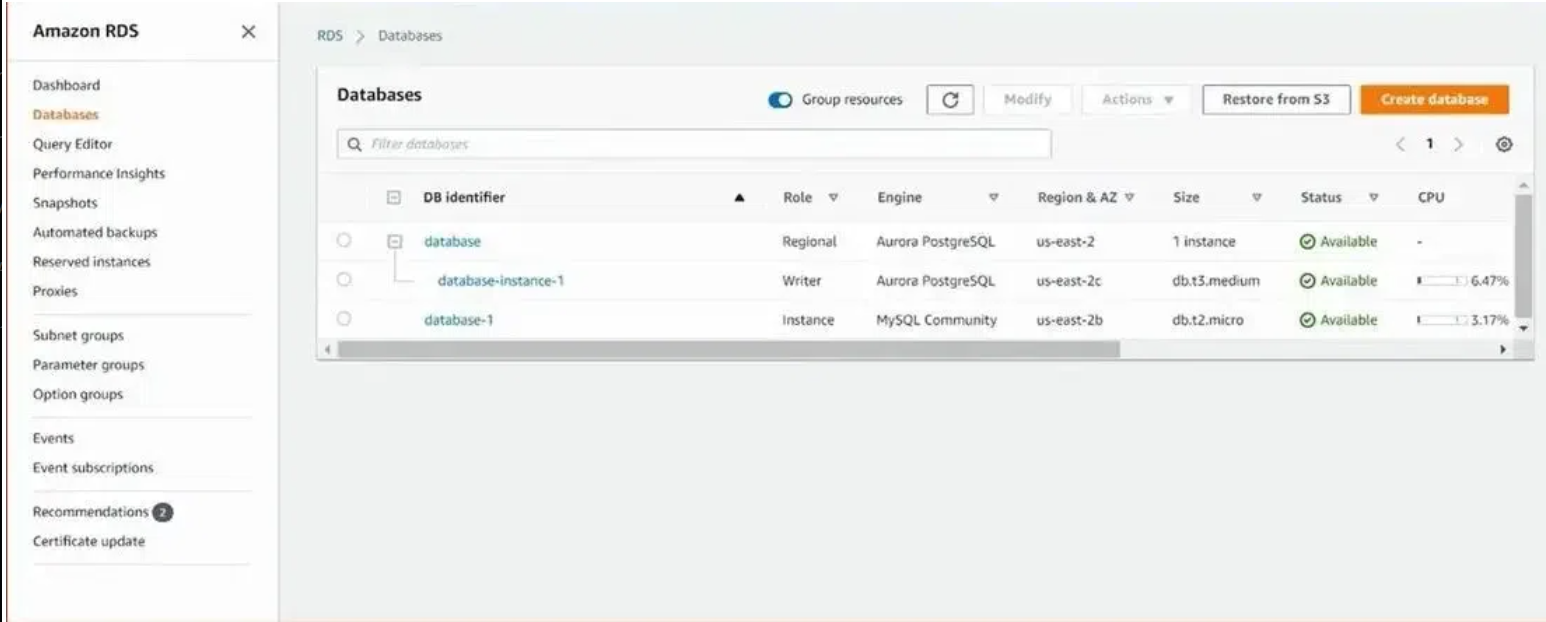 Amazon RDS
Dashboard
Databases
Query Editor
Performance Insights
Snapshots
Automated backups
Reserved instances
Proxies
Subnet groups
Parameter groups
Option groups
Events
Event subscriptions
Recommendations 2
Certificate update
RDS > Databases
Databases
Group resources Modify Actions Restore from S3 Create database
Filter databases
1
DB identifier Role Engine Region & AZ Size Status CPU
database Regional Aurora PostgreSQL us-east-2 1 instance Available -
database-instance-1 Writer Aurora PostgreSQL us-east-2c db.t3.medium Available 6.47%
database-1 Instance MySQL Community us-east-2b db.t2.micro Available 3.17%